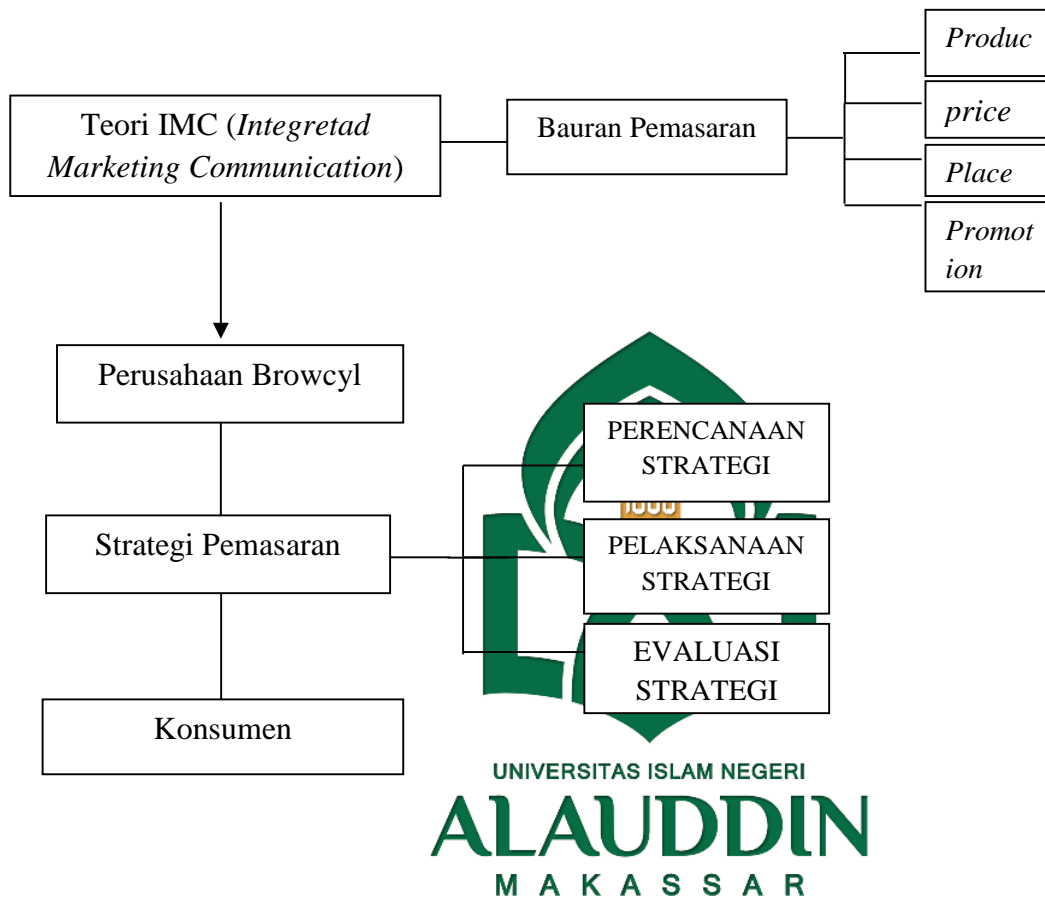 Produc
Teori IMC (Integretad
Marketing Communication)
Bauran Pemasaran
price
Place
Promot
ion
Perusahaan Browcyl
PERENCANAAN
STRATEGI
Strategi Pemasaran
PELAKSANAAN
STRATEGI
EVALUASI
STRATEGI
Konsumen
UNIVERSITAS ISLAM NEGERI
ALAUDDIN
MAKASSAR